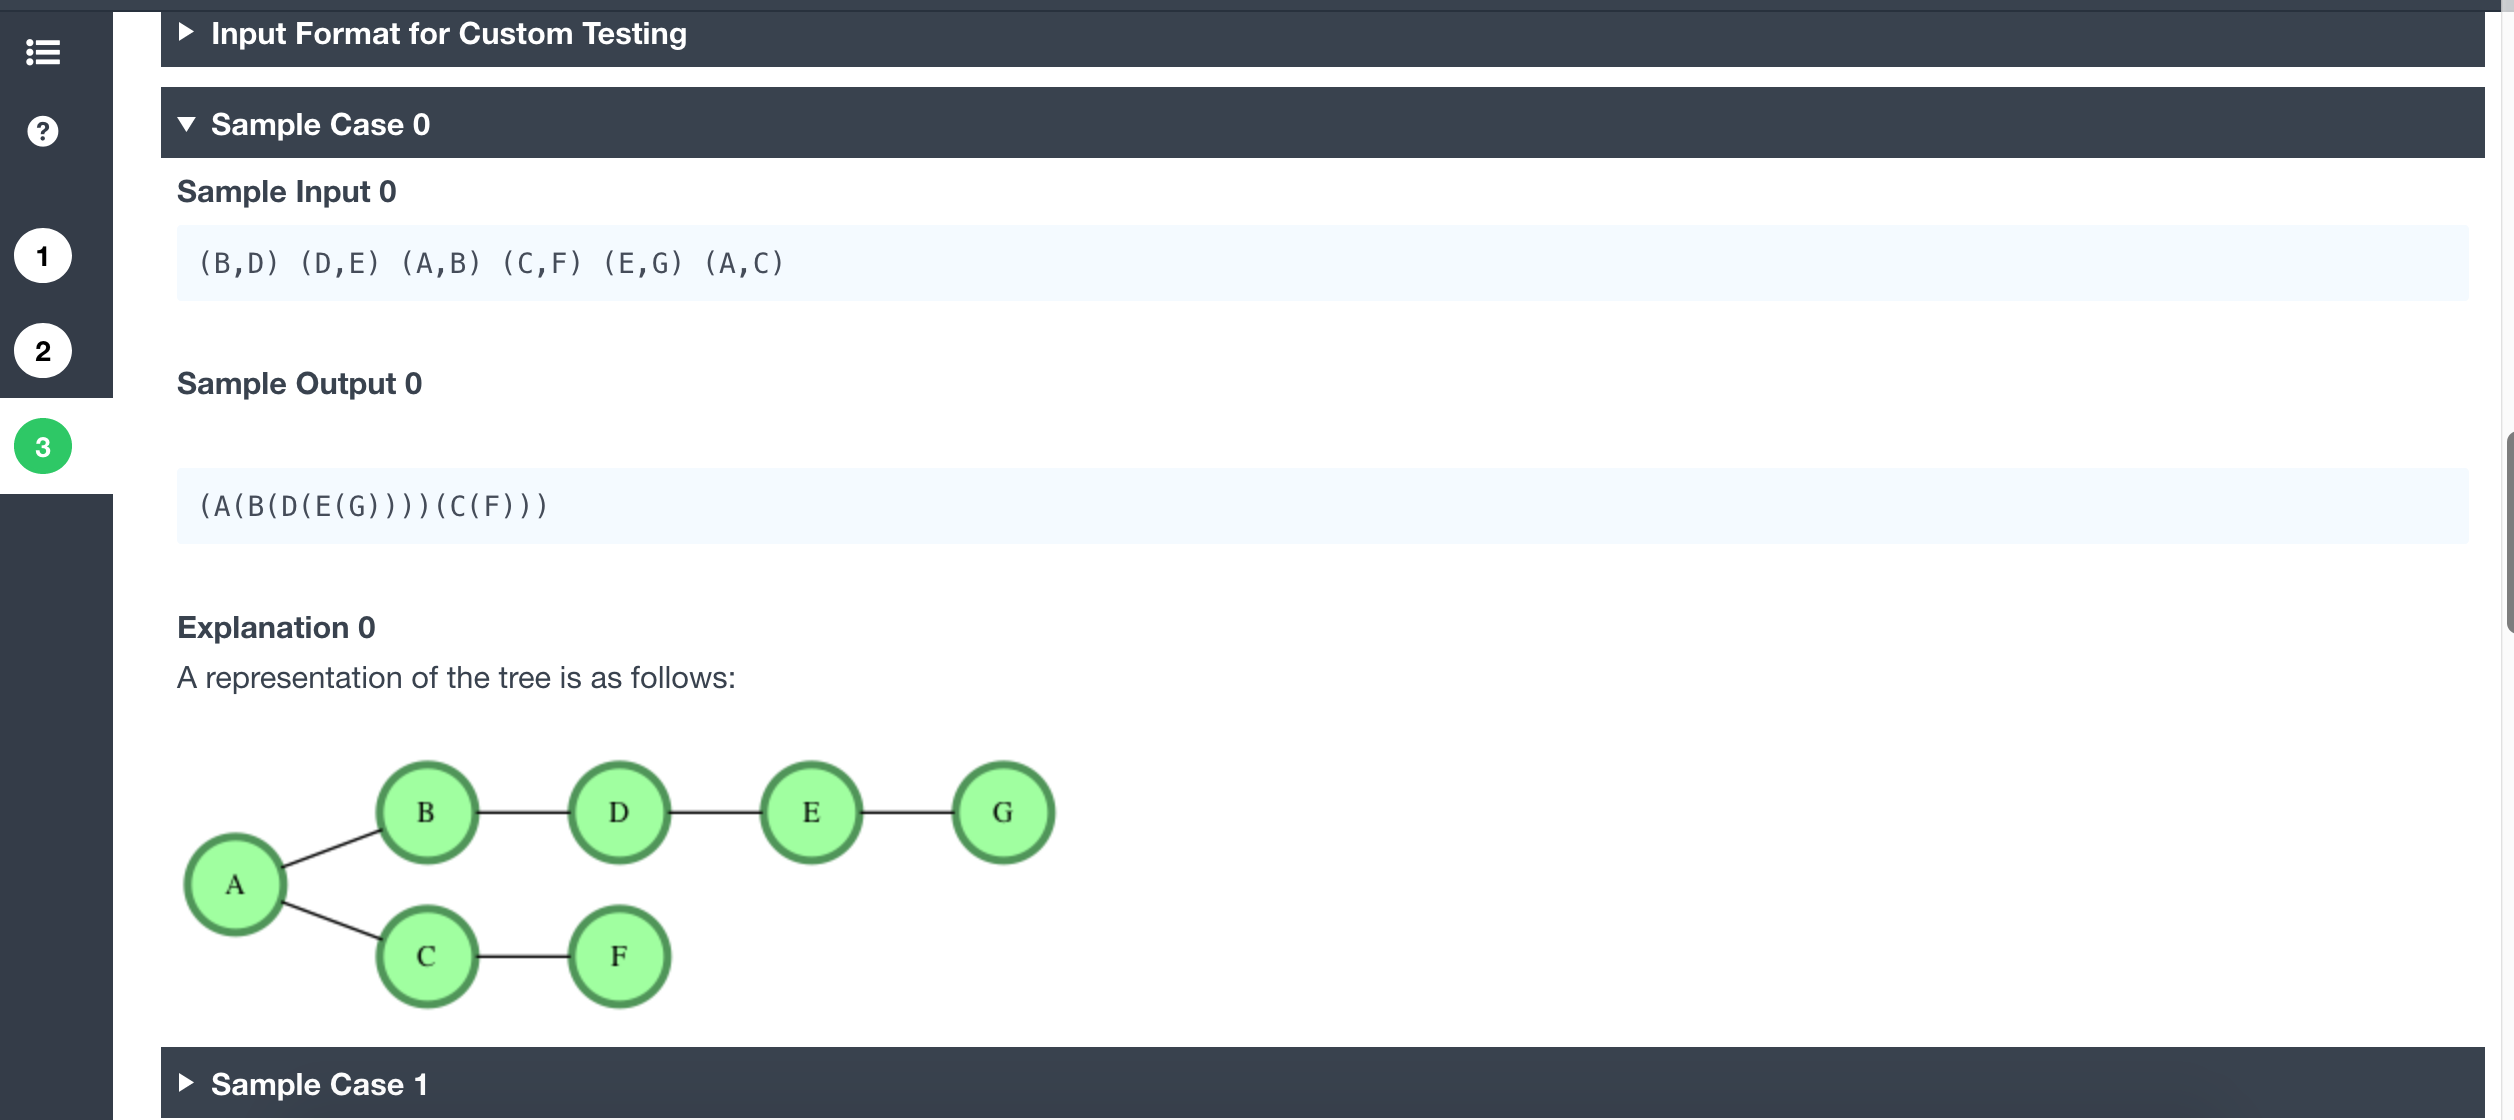 Input Format for Custom Testing
Sample Case 0
?
Sample Input 0
1
(B,D) (D,E) (A,B) (C,F) (E,G) (A,C)
2
Sample Output 0
3
(A(B(D(E(G))))(C(F)))
Explanation 0
A representation of the tree is as follows:
B D E G
A
C F
Sample Case 1